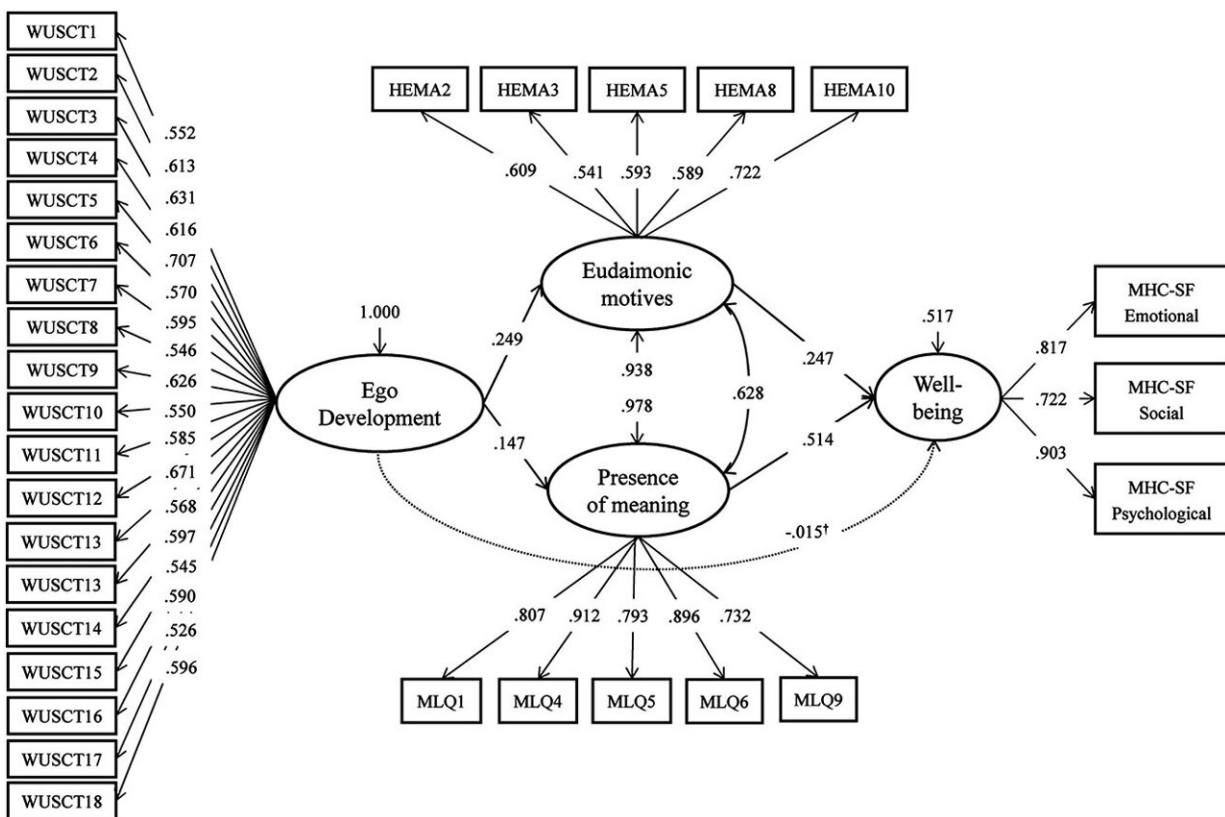 WUSCT1
WUSCT2
WUSCT3
WUSCT4
WUSCT5
WUSCT6
WUSCT7
WUSCT8
WUSCT9
WUSCT10
WUSCT11
WUSCT12
WUSCT13
WUSCT13
WUSCT14
WUSCT15
WUSCT16
WUSCT17
WUSCT18
.552
.613
.631
.616
.707
.570
.595
.546
.626
.550
.585
.671
.568
.597
.545
.590
.526
.596
1.000
Ego
Development
.249
.147
HEMA2
HEMA3
HEMA5
HEMA8
HEMA10
.609
.541
.593
.589
.722
Eudaimonic
motives
.938
.978
.628
Presence
of meaning
.807
.912
.793
.896
.732
MLQ1
MLQ4
MLQ5
MLQ6
MLQ9
.247
.514
-.015†
.517
Well-
being
.817
.722
.903
MHC-SF
Emotional
MHC-SF
Social
MHC-SF
Psychological